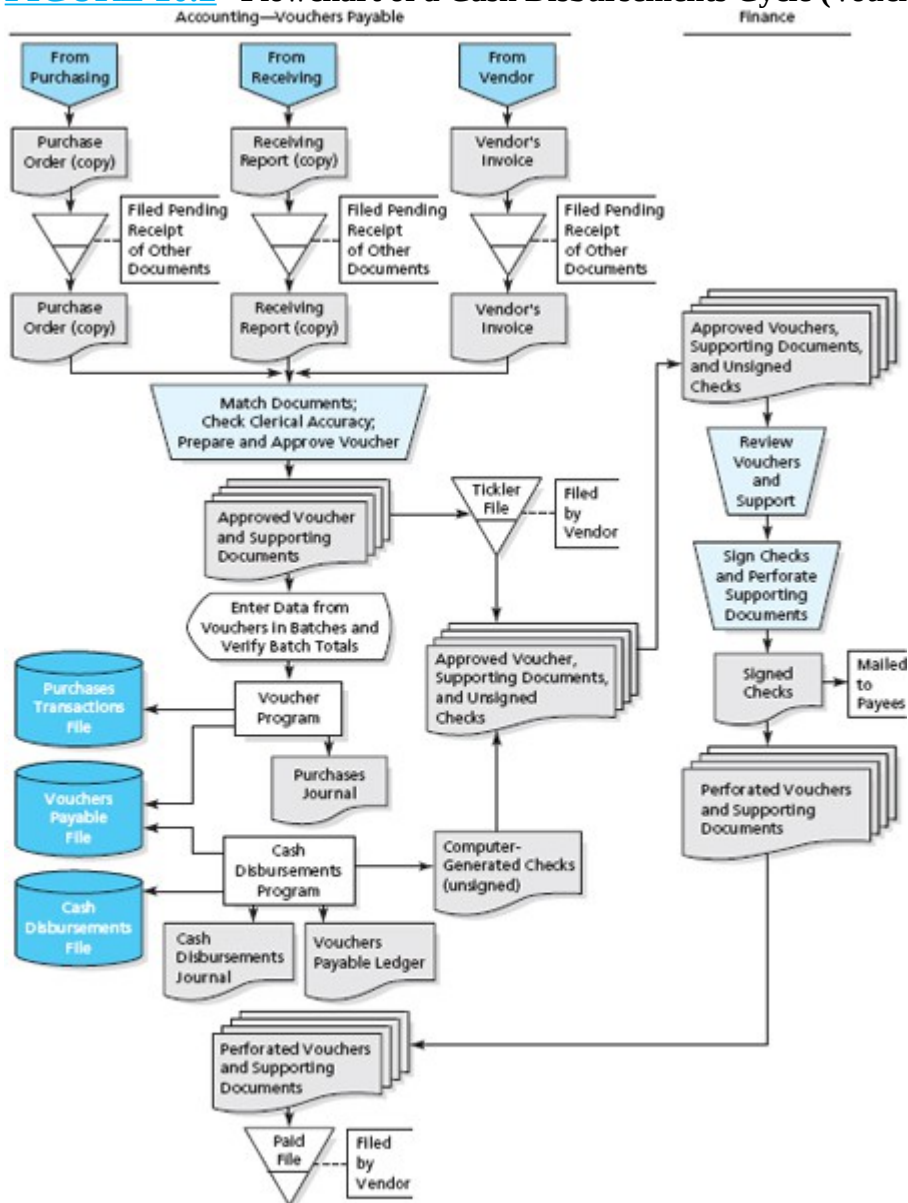 Flowchart of a Cash Disbursements Cycle
Accounting—Vouchers Payable
Finance
From
Purchasing
From
Receiving
From
Vendor
Purchase
Order (copy)
Receiving
Report (copy)
Vendor's
Invoice
Filed Pending
Receipt
of Other
Documents
Filed Pending
Receipt
of Other
Documents
Filed Pending
Receipt
of Other
Documents
Purchase
Order (copy)
Receiving
Report (copy)
Vendor's
Invoice
Approved Vouchers,
Supporting Documents,
and Unsigned
Checks
Match Documents;
Check Clerical Accuracy;
Prepare and Approve Voucher
Review
Vouchers
and
Support
Approved Voucher
and Supporting
Documents
Tickler
File
Filed
by
Vendor
Sign Checks
and Perforate
Supporting
Documents
Enter Data from
Vouchers in Batches and
Verify Batch Totals
Approved Voucher,
Supporting Documents,
and Unsigned
Checks
Signed
Checks
Mailed
to
Payees
Purchases
Transactions
File
Voucher
Program
Purchases
Journal
Perforated Vouchers
and Supporting
Documents
Vouchers
Payable
File
Cash
Disbursements
Program
Computer-
Generated Checks
(unsigned)
Cash
Disbursements
File
Cash
Disbursements
Journal
Vouchers
Payable Ledger
Perforated Vouchers
and Supporting
Documents
Paid
File
Filed
by
Vendor